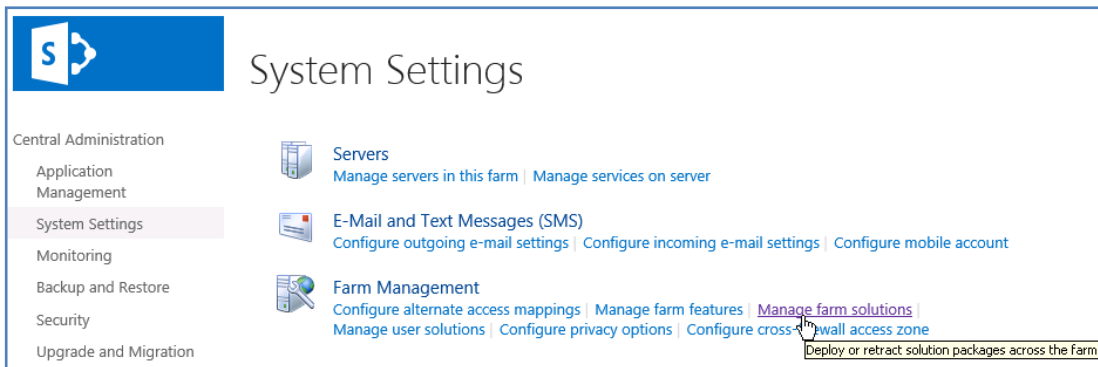 S
System Settings
Central Administration
Application
Management
System Settings
Monitoring
Backup and Restore
Security
Upgrade and Migration
Servers
Manage servers in this farm | Manage services on server
E-Mail and Text Messages (SMS)
Configure outgoing e-mail settings | Configure incoming e-mail settings | Configure mobile account
Farm Management
Configure alternate access mappings | Manage farm features | Manage farm solutions |
Manage user solutions | Configure privacy options | Configure cross-firewall access zone
Deploy or retract solution packages across the farm